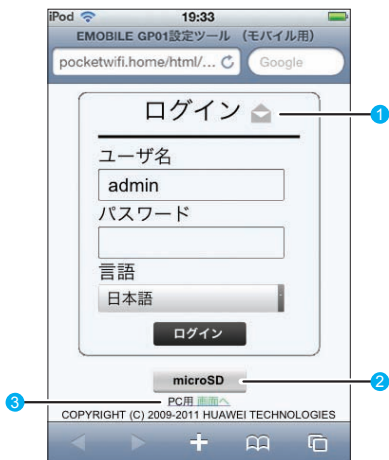 iPod 19:33
EMOBILE GP01設定ツール （モバイル用）
pocketwifi.home/html/... Google
ログイン
1
ユーザ名
admin
パスワード
言語
日本語
ログイン
microSD
2
3
PC用 画面へ
COPYRIGHT (C) 2009-2011 HUAWEI TECHNOLOGIES